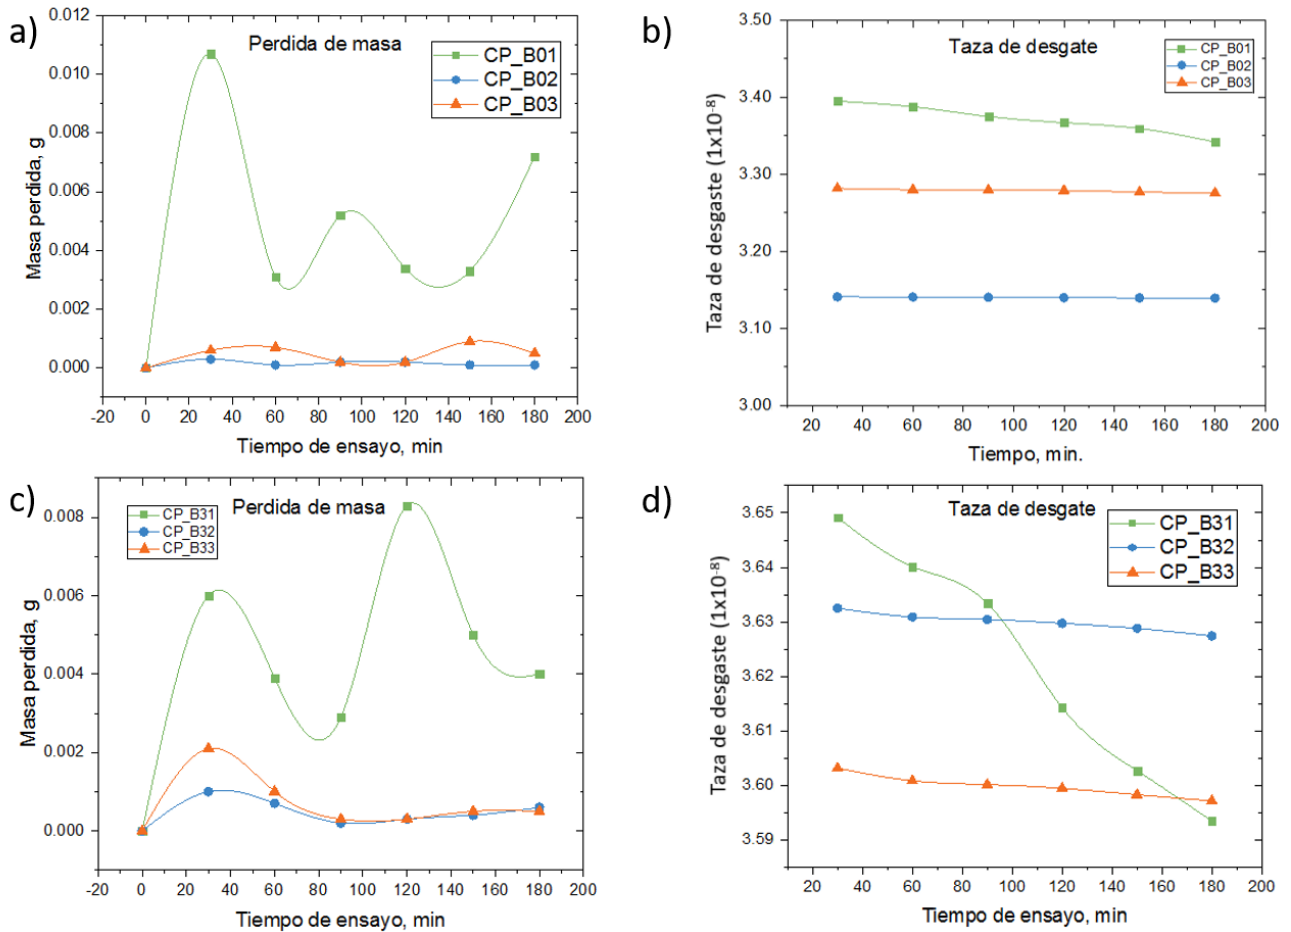 a)
Perdida de masa
CP_B01
CP_B02
CP_B03
Masa perdida, g
0.012
0.010
0.008
0.006
0.004
0.002
0.000
-20 0 20 40 60 80 100 120 140 160 180 200
Tiempo de ensayo, min
b)
Taza de desgate
CP_B01
CP_B02
CP_B03
Taza de desgaste (1x10⁻⁸)
3.50
3.40
3.30
3.20
3.10
3.00
20 40 60 80 100 120 140 160 180 200
Tiempo, min.
c)
Perdida de masa
CP_B31
CP_B32
CP_B33
Masa perdida, g
0.008
0.006
0.004
0.002
0.000
-20 0 20 40 60 80 100 120 140 160 180 200
Tiempo de ensayo, min
d)
Taza de desgate
CP_B31
CP_B32
CP_B33
Taza de desgaste (1x10⁻⁸)
3.65
3.64
3.63
3.62
3.61
3.60
3.59
20 40 60 80 100 120 140 160 180 200
Tiempo de ensayo, min